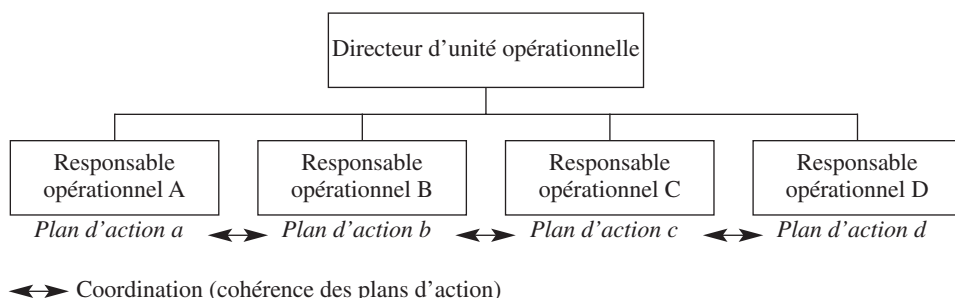 Directeur d’unité opérationnelle
Responsable
opérationnel A
Responsable
opérationnel B
Responsable
opérationnel C
Responsable
opérationnel D
Plan d’action a
Plan d’action b
Plan d’action c
Plan d’action d
Coordination (cohérence des plans d’action)